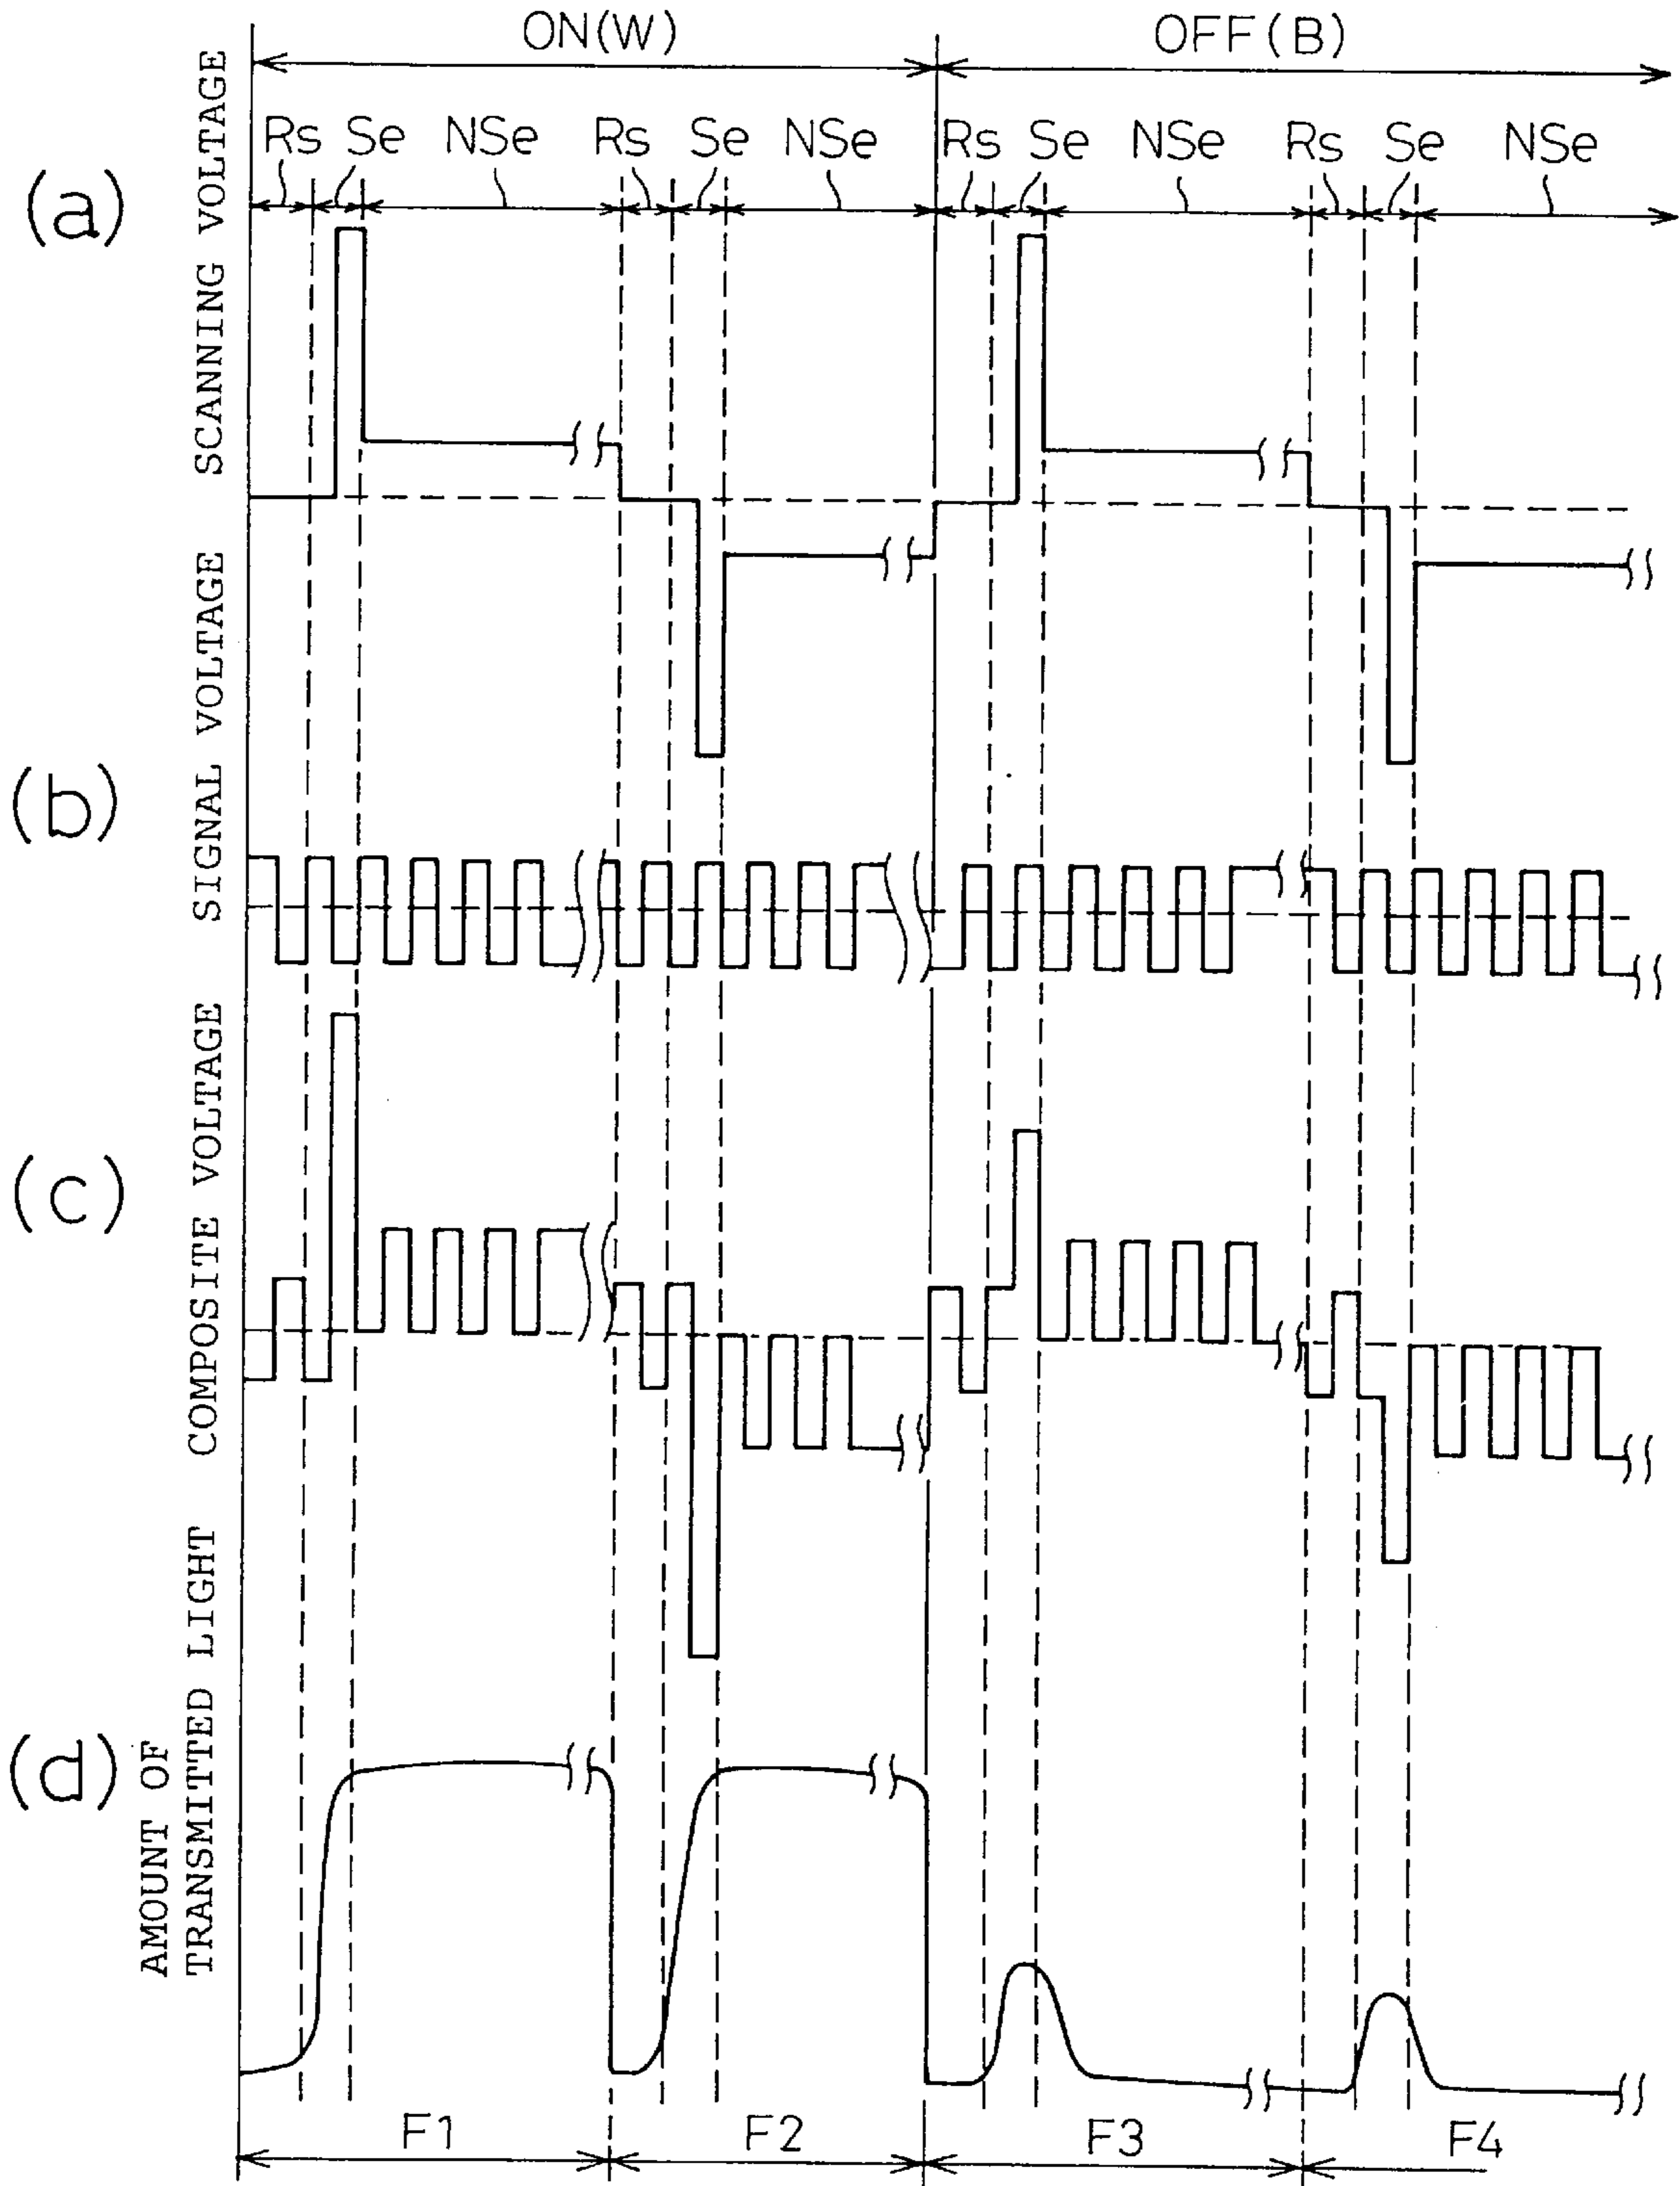 ON(W) OFF(B)
Rs Se NSe Rs Se NSe Rs Se NSe Rs Se NSe
(a) SCANNING VOLTAGE
(b) SIGNAL VOLTAGE
(c) COMPOSITE VOLTAGE
(d) AMOUNT OF
TRANSMITTED LIGHT
F1 F2 F3 F4